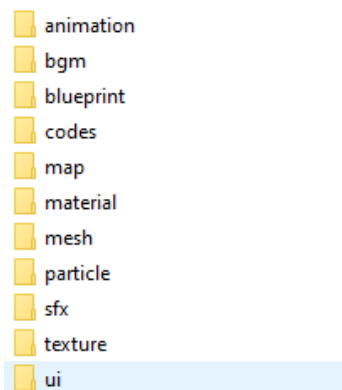 animation
bgm
blueprint
codes
map
material
mesh
particle
sfx
texture
ui